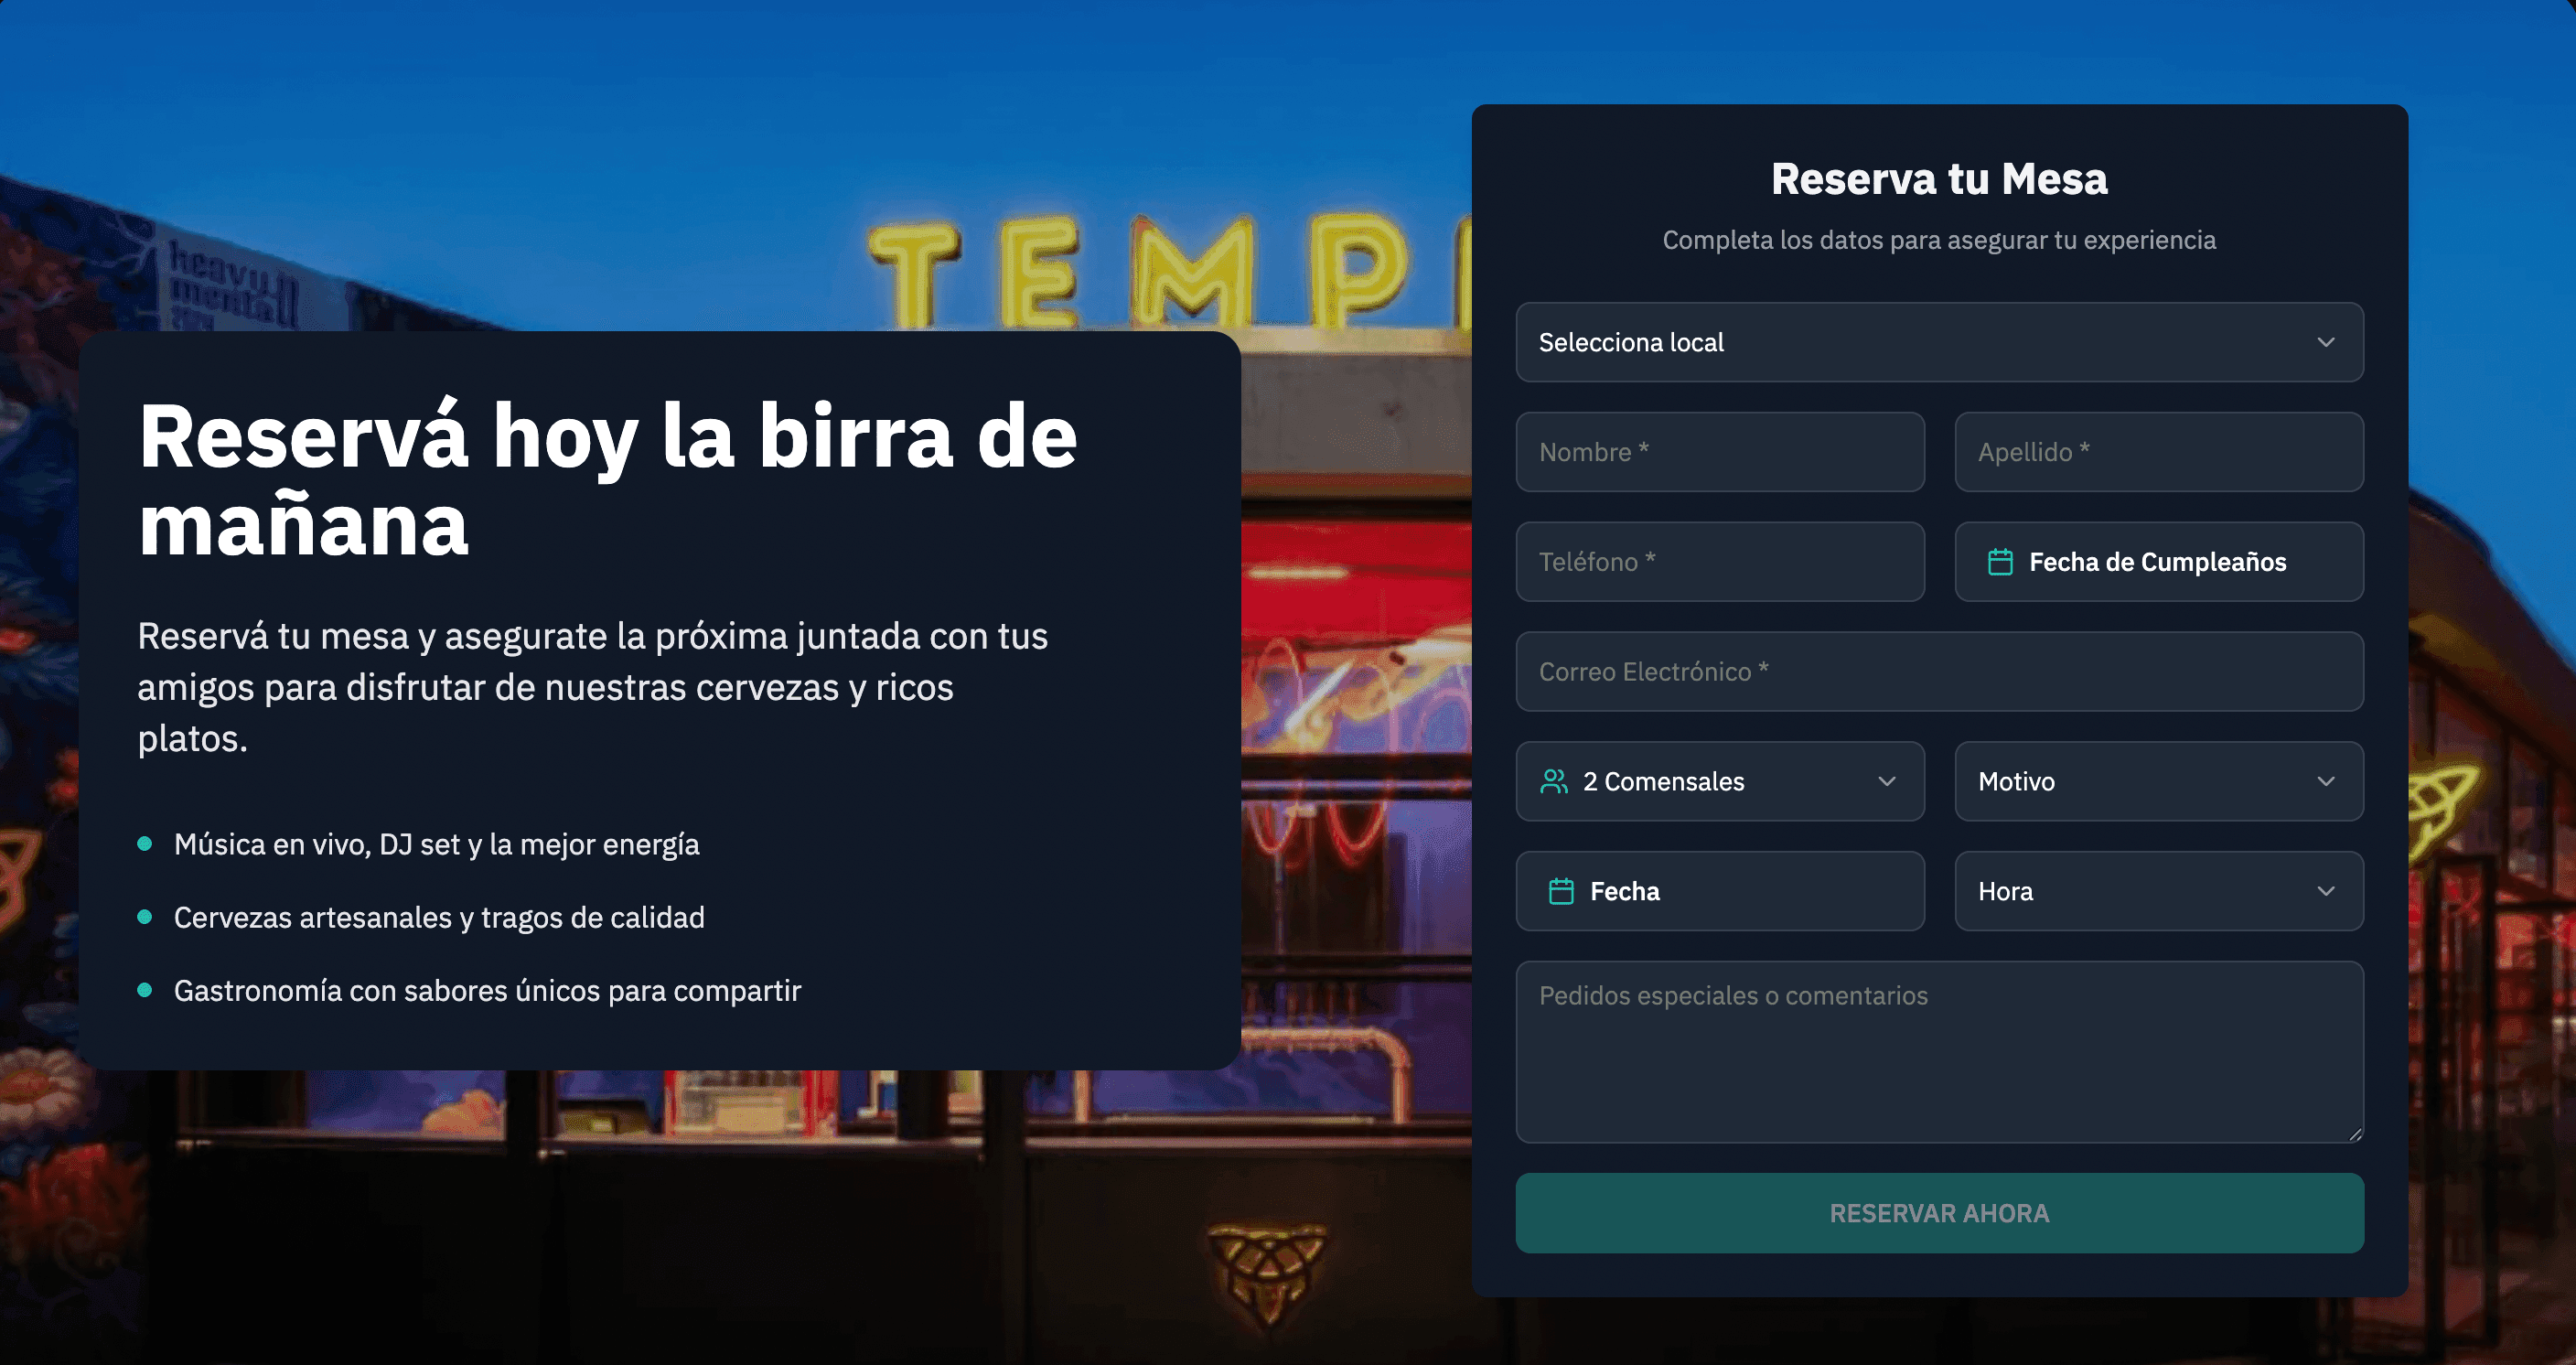 TEMP
heavy
mental
Reservá hoy la birra de
mañana
Reservá tu mesa y asegurate la próxima juntada con tus
amigos para disfrutar de nuestras cervezas y ricos
platos.
Música en vivo, DJ set y la mejor energía
Cervezas artesanales y tragos de calidad
Gastronomía con sabores únicos para compartir
Reserva tu Mesa
Completa los datos para asegurar tu experiencia
Selecciona local
Nombre *
Apellido *
Teléfono *
Fecha de Cumpleaños
Correo Electrónico *
2 Comensales
Motivo
Fecha
Hora
Pedidos especiales o comentarios
RESERVAR AHORA